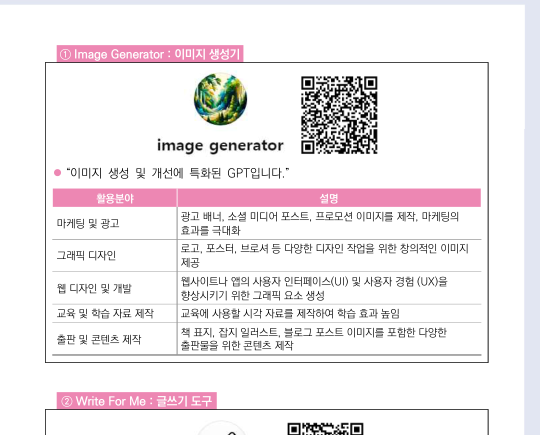 ① Image Generator : 이미지 생성기
image generator
● “이미지 생성 및 개선에 특화된 GPT입니다.”
활용분야 설명
마케팅 및 광고 광고 배너, 소셜 미디어 포스트, 프로모션 이미지를 제작, 마케팅의
효과를 극대화
그래픽 디자인 로고, 포스터, 브로셔 등 다양한 디자인 작업을 위한 창의적인 이미지
제공
웹 디자인 및 개발 웹사이트나 앱의 사용자 인터페이스(UI) 및 사용자 경험 (UX)을
향상시키기 위한 그래픽 요소 생성
교육 및 학습 자료 제작 교육에 사용할 시각 자료를 제작하여 학습 효과 높임
출판 및 콘텐츠 제작 책 표지, 잡지 일러스트, 블로그 포스트 이미지를 포함한 다양한
출판물을 위한 콘텐츠 제작
② Write For Me : 글쓰기 도구